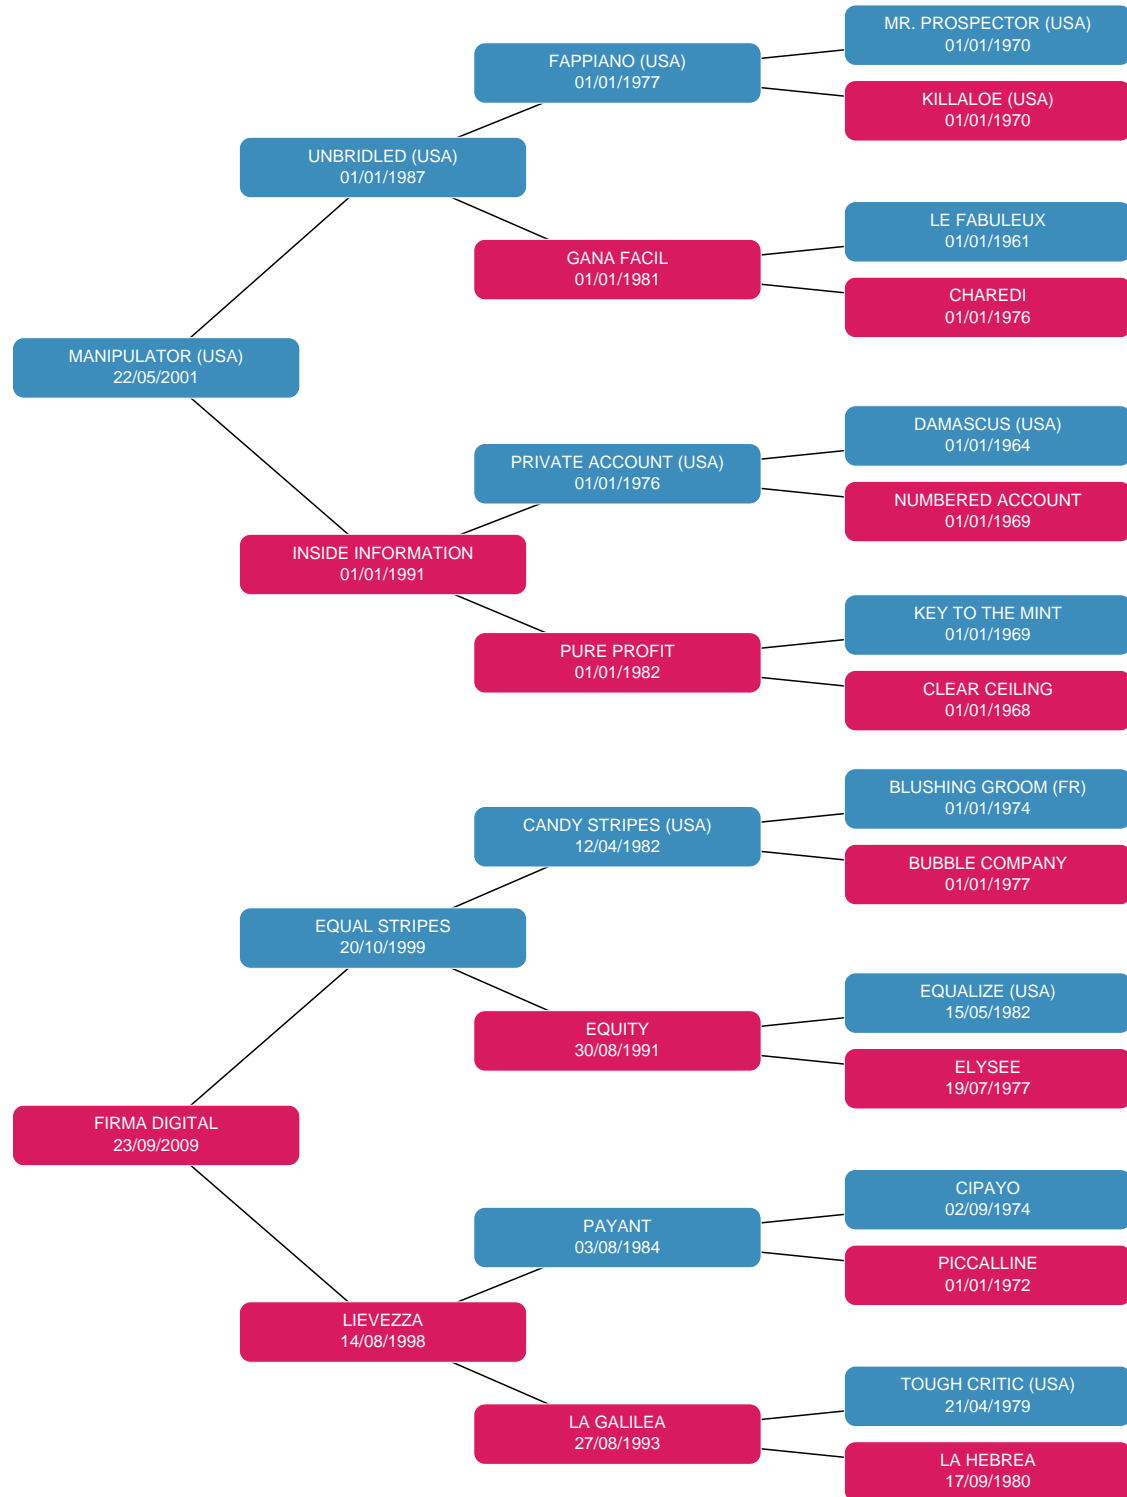 MR. PROSPECTOR (USA)
01/01/1970
FAPPIANO (USA)
01/01/1977
KILLALOE (USA)
01/01/1970
UNBRIDLED (USA)
01/01/1987
LE FABULEUX
01/01/1961
GANA FACIL
01/01/1981
CHAREDI
01/01/1976
MANIPULATOR (USA)
22/05/2001
DAMASCUS (USA)
01/01/1964
PRIVATE ACCOUNT (USA)
01/01/1976
NUMBERED ACCOUNT
01/01/1969
INSIDE INFORMATION
01/01/1991
KEY TO THE MINT
01/01/1969
PURE PROFIT
01/01/1982
CLEAR CEILING
01/01/1968
BLUSHING GROOM (FR)
01/01/1974
CANDY STRIPES (USA)
12/04/1982
BUBBLE COMPANY
01/01/1977
EQUAL STRIPES
20/10/1999
EQUALIZE (USA)
15/05/1982
EQUITY
30/08/1991
ELYSEE
19/07/1977
FIRMA DIGITAL
23/09/2009
CIPAYO
02/09/1974
PAYANT
03/08/1984
PICCALLINE
01/01/1972
LIEVEZZA
14/08/1998
TOUGH CRITIC (USA)
21/04/1979
LA GALILEA
27/08/1993
LA HEBREA
17/09/1980